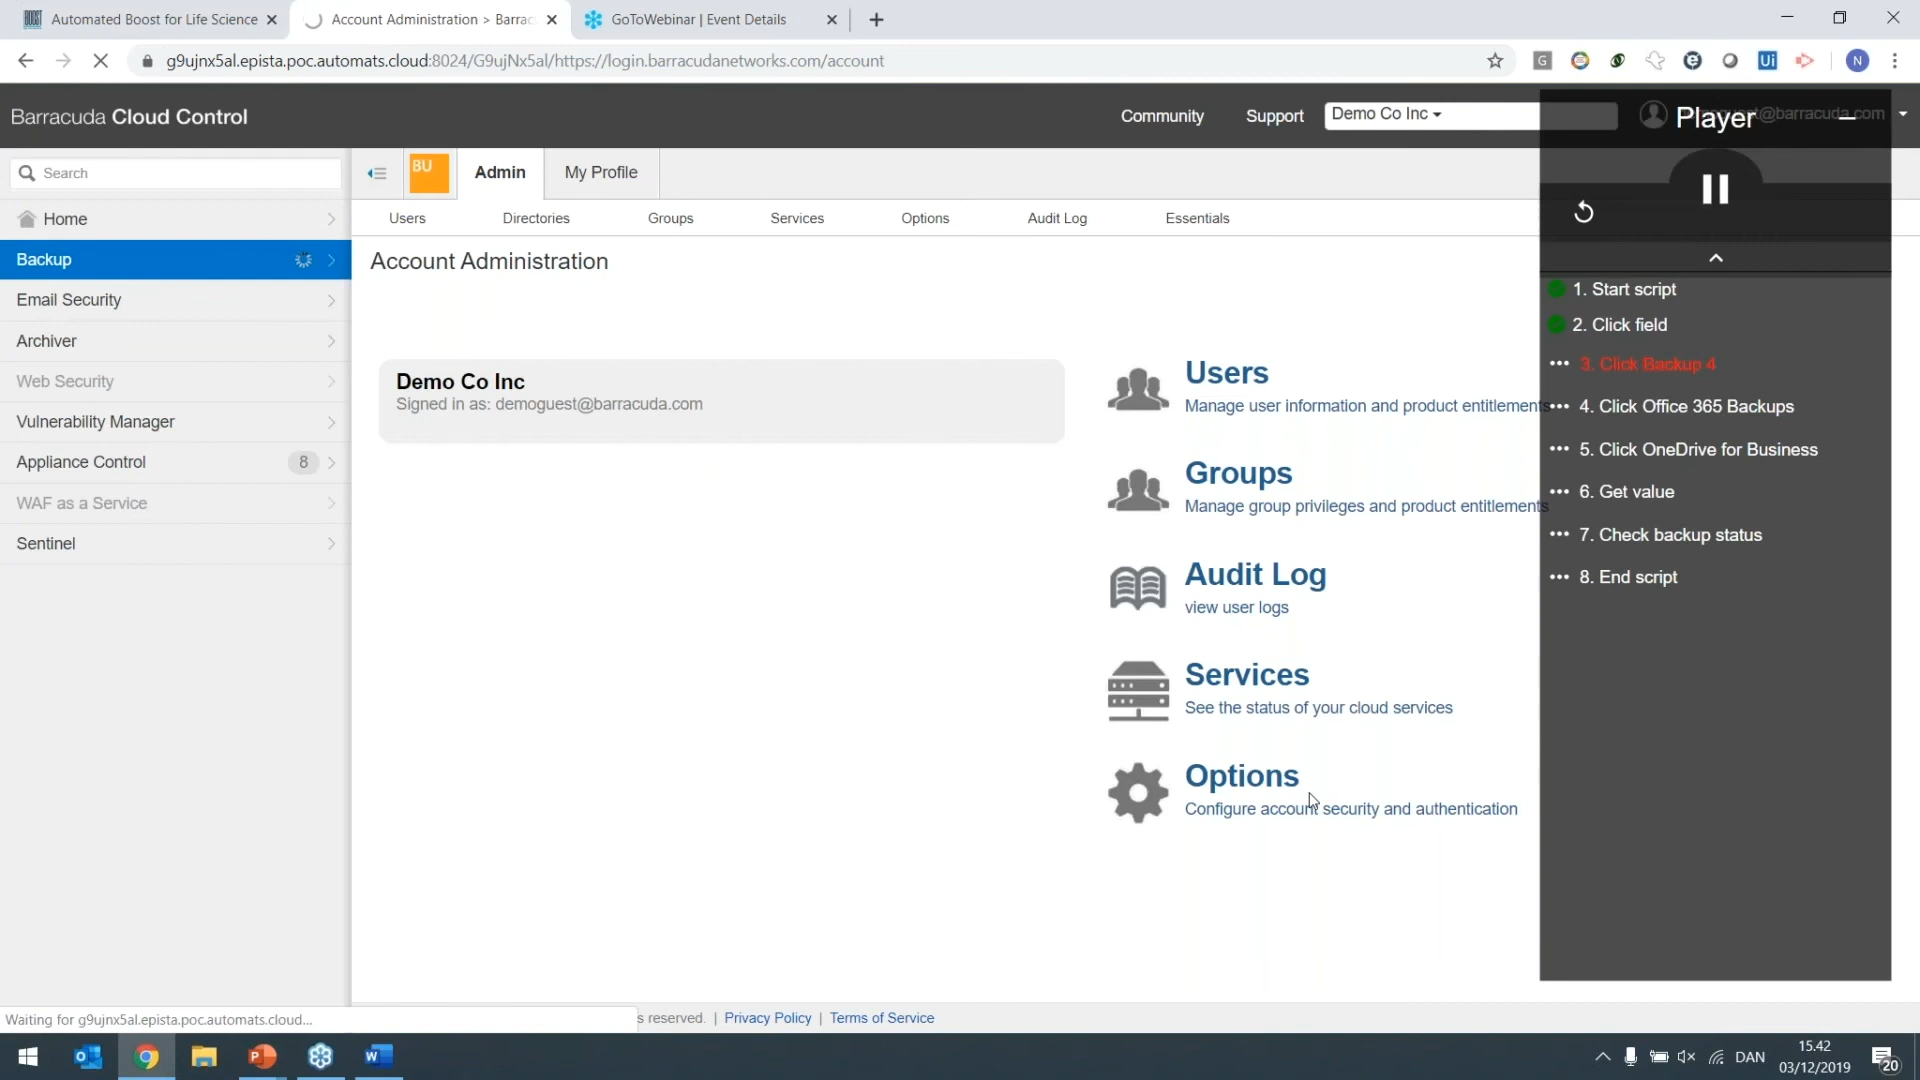 Automated Boost for Life Science
Account Administration > Barrac
GoToWebinar | Event Details
g9ujnx5al.epista.poc.automats.cloud:8024/G9ujNx5al/https://login.barracudanetworks.com/account
Barracuda Cloud Control
Community
Support
Demo Co Inc
@barracuda.com
Player
Search
BU
Admin
My Profile
Home
Users
Directories
Groups
Services
Options
Audit Log
Essentials
Backup
Email Security
Archiver
Web Security
Vulnerability Manager
Appliance Control
8
WAF as a Service
Sentinel
Account Administration
Demo Co Inc
Signed in as: demoguest@barracuda.com
Users
Manage user information and product entitlements
Groups
Manage group privileges and product entitlements
Audit Log
view user logs
Services
See the status of your cloud services
Options
Configure account security and authentication
1. Start script
2. Click field
3. Click Backup 4
4. Click Office 365 Backups
5. Click OneDrive for Business
6. Get value
7. Check backup status
8. End script
Waiting for g9ujnx5al.epista.poc.automats.cloud...
s reserved. | Privacy Policy | Terms of Service
DAN
15.42
03/12/2019
20